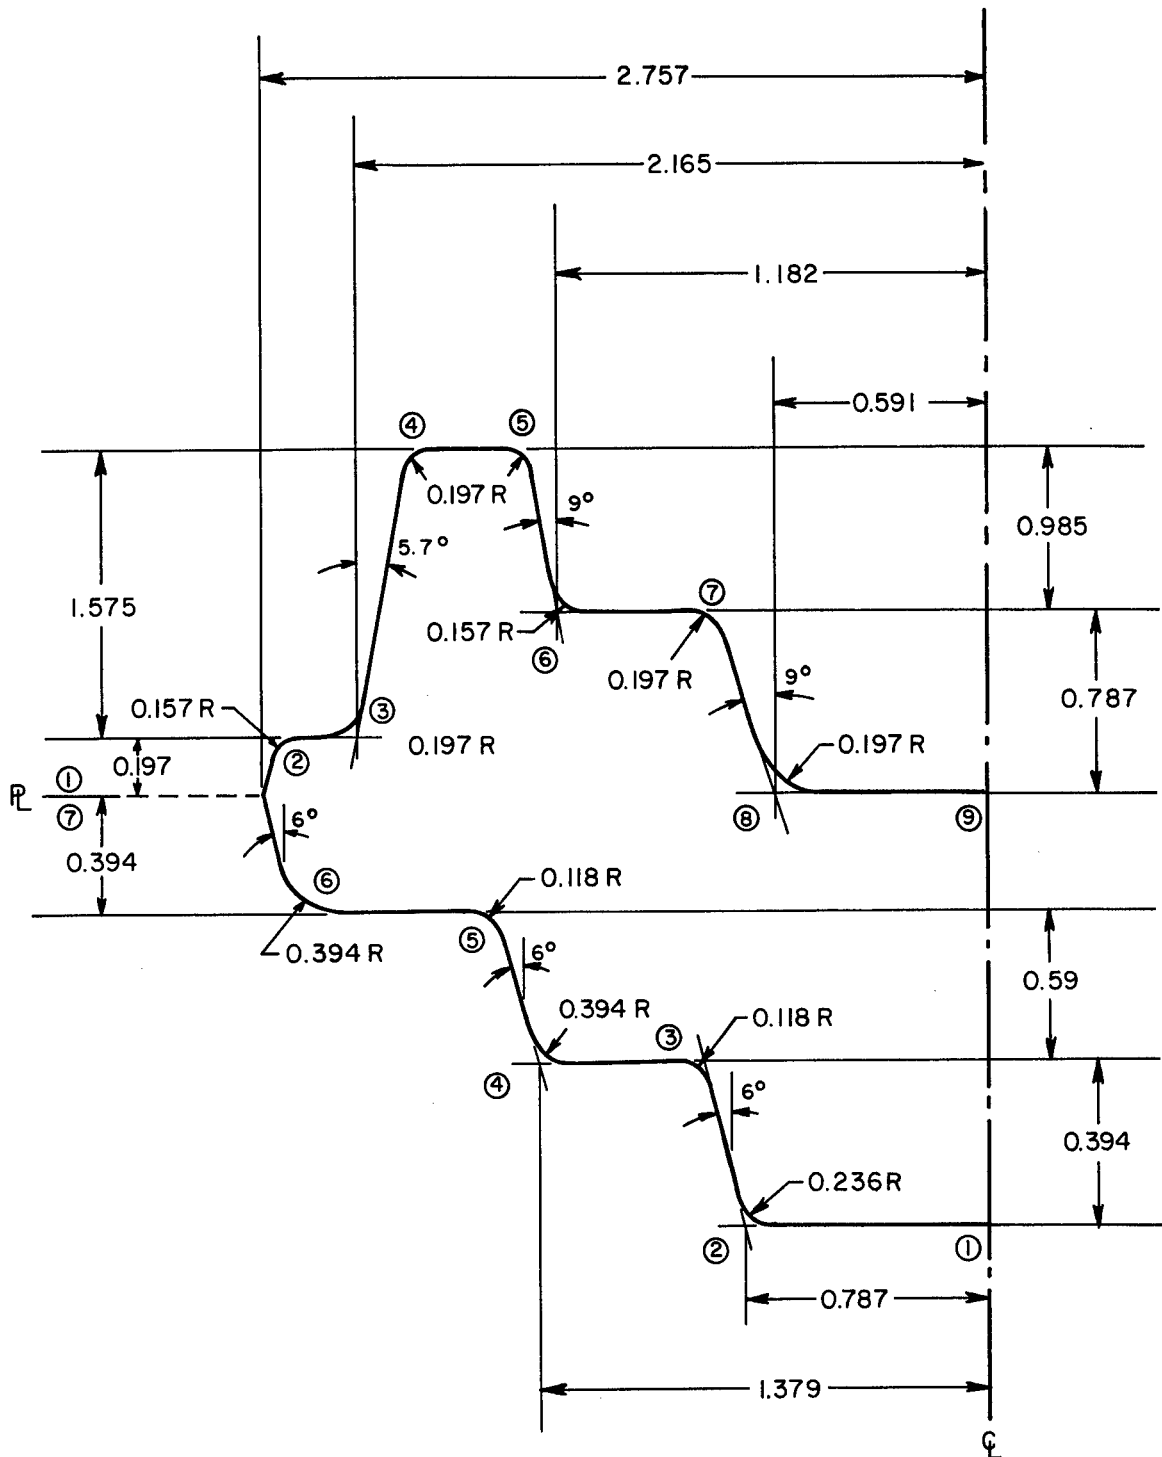 2.757
2.165
1.182
0.591
④
⑤
0.197 R
9°
0.985
5.7°
1.575
⑦
0.157 R
⑥
0.197 R
9°
0.787
0.157 R
③
0.197 R
0.197 R
②
0.197
①
PL
⑦
⑧
⑨
6°
0.394
⑥
0.118 R
⑤
0.394 R
6°
0.59
0.394 R
③
0.118 R
④
6°
0.394
0.236 R
②
①
0.787
1.379
CL